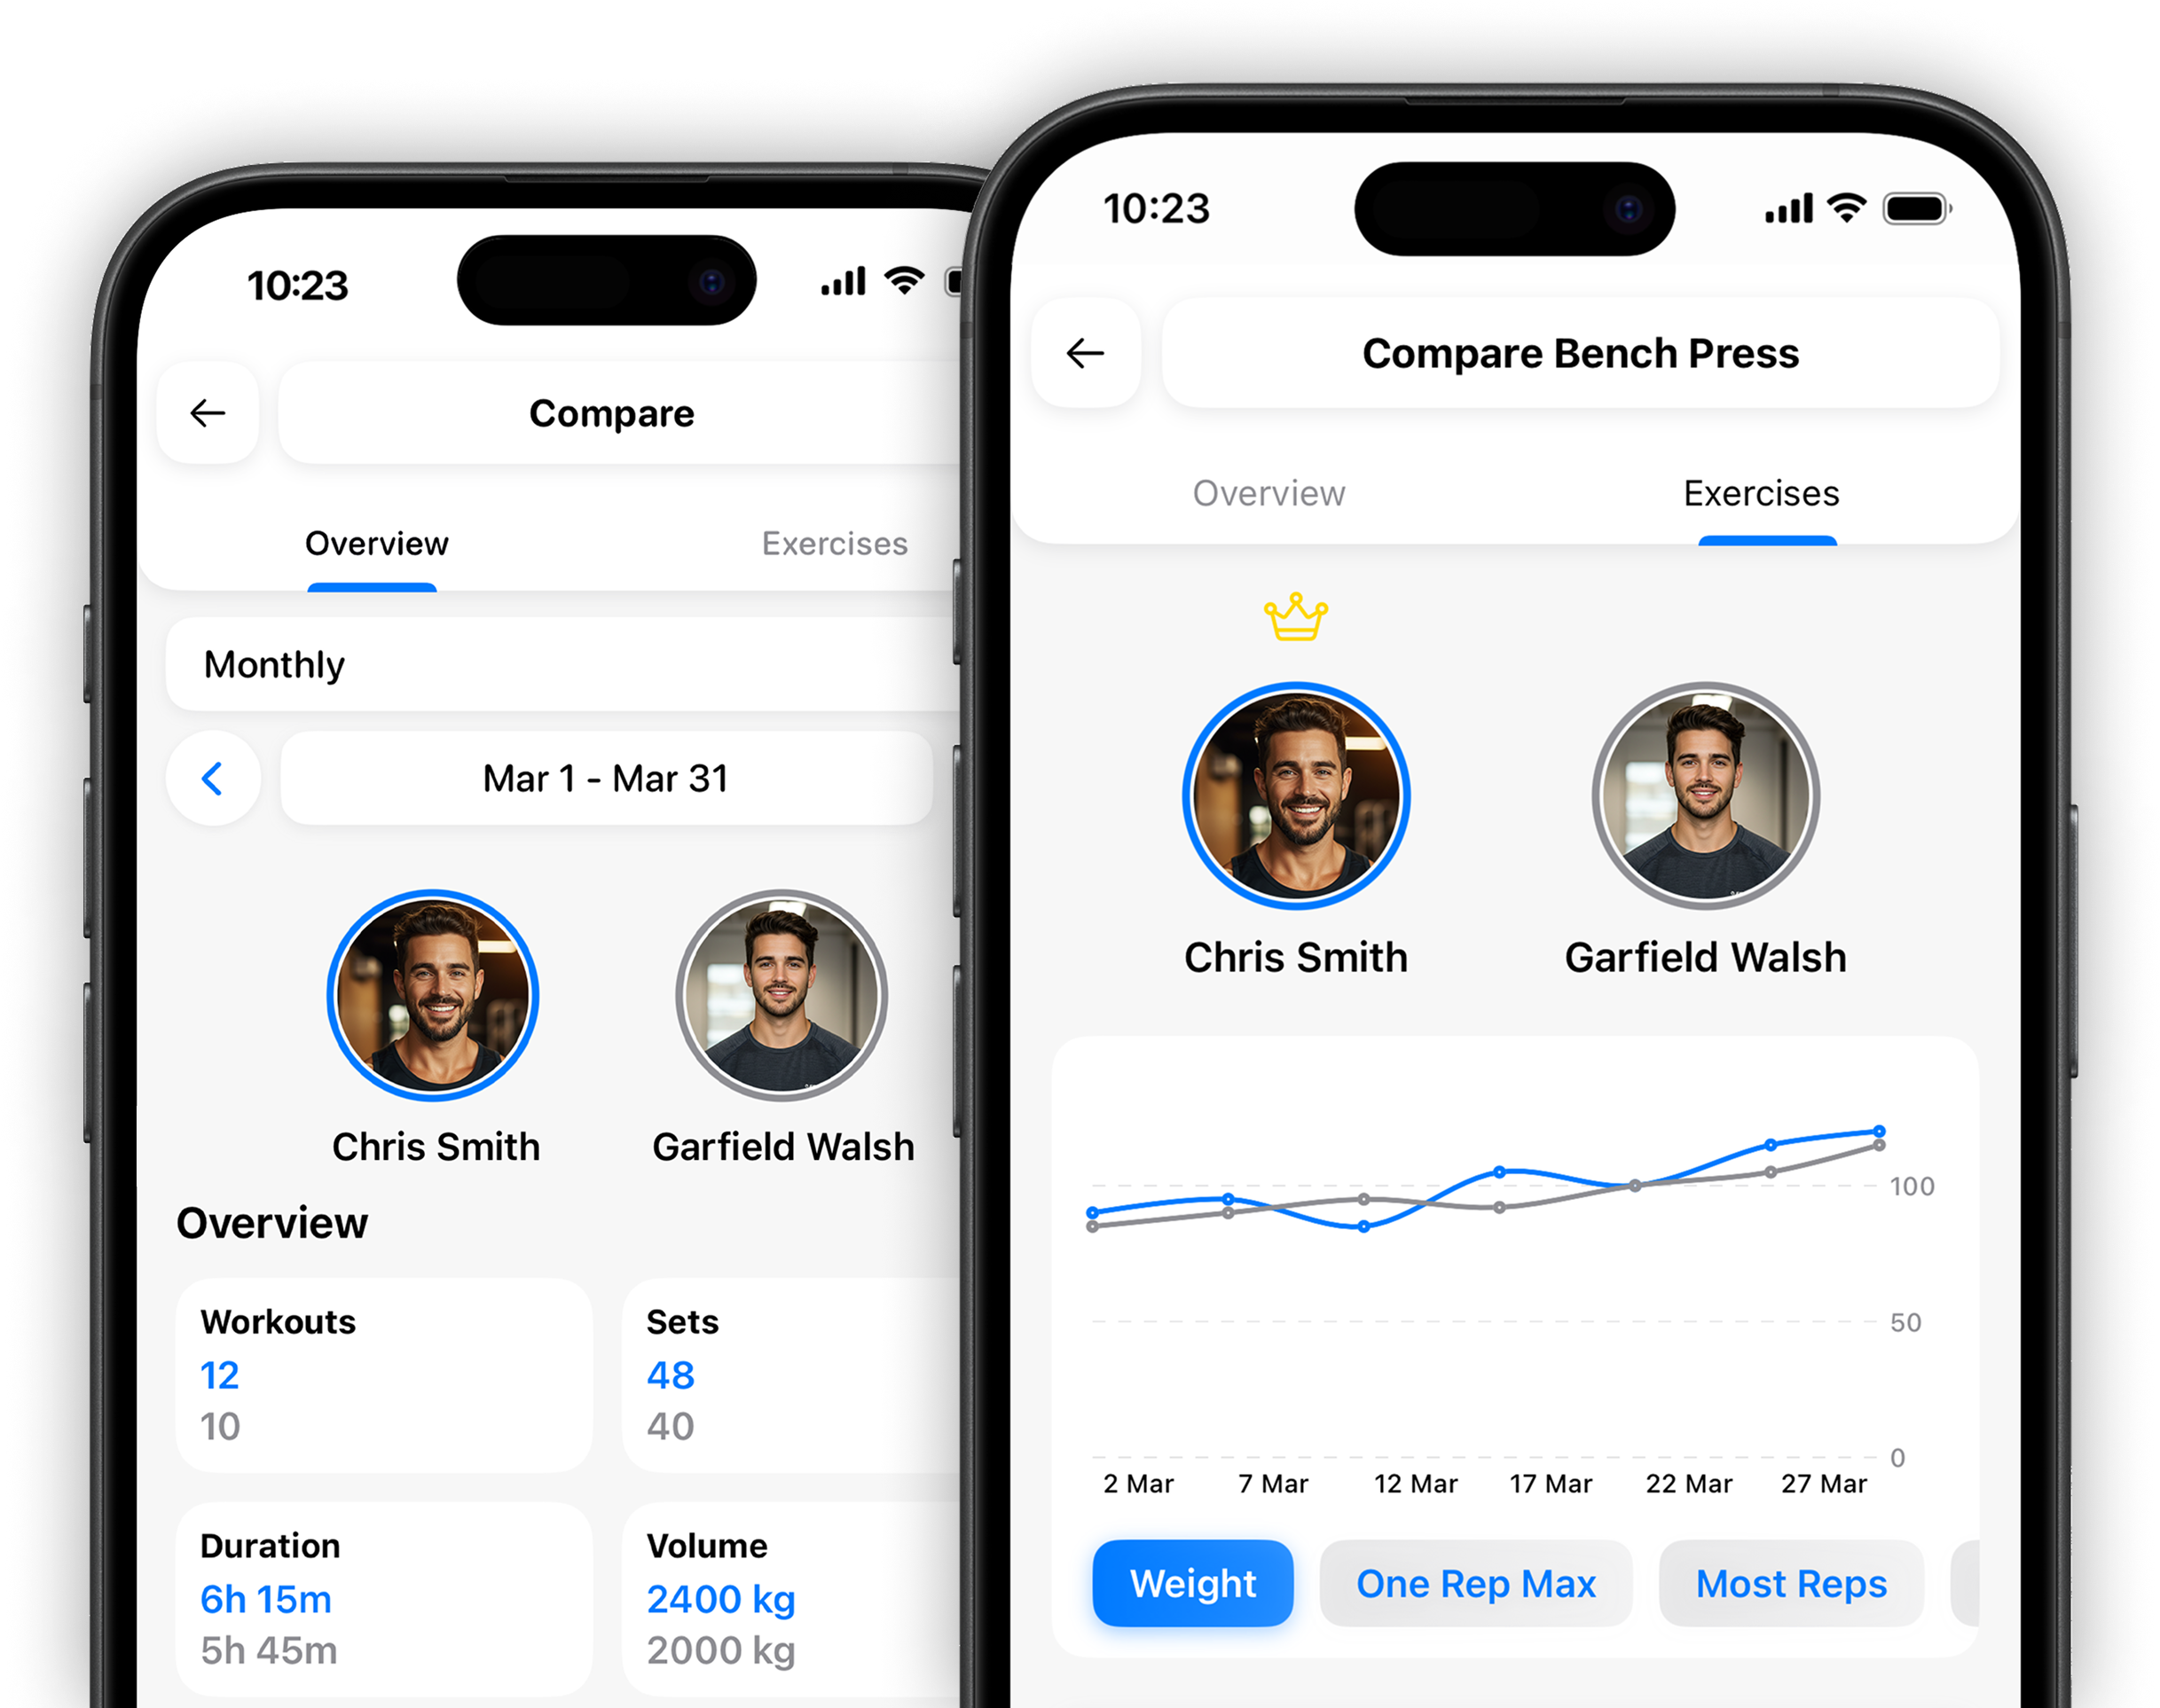 10:23
Compare
Overview Exercises
Monthly
Mar 1 - Mar 31
Chris Smith Garfield Walsh
Overview
Workouts
12
10
Sets
48
40
Duration
6h 15m
5h 45m
Volume
2400 kg
2000 kg
10:23
Compare Bench Press
Overview Exercises
Chris Smith Garfield Walsh
100
50
0
2 Mar 7 Mar 12 Mar 17 Mar 22 Mar 27 Mar
Weight One Rep Max Most Reps